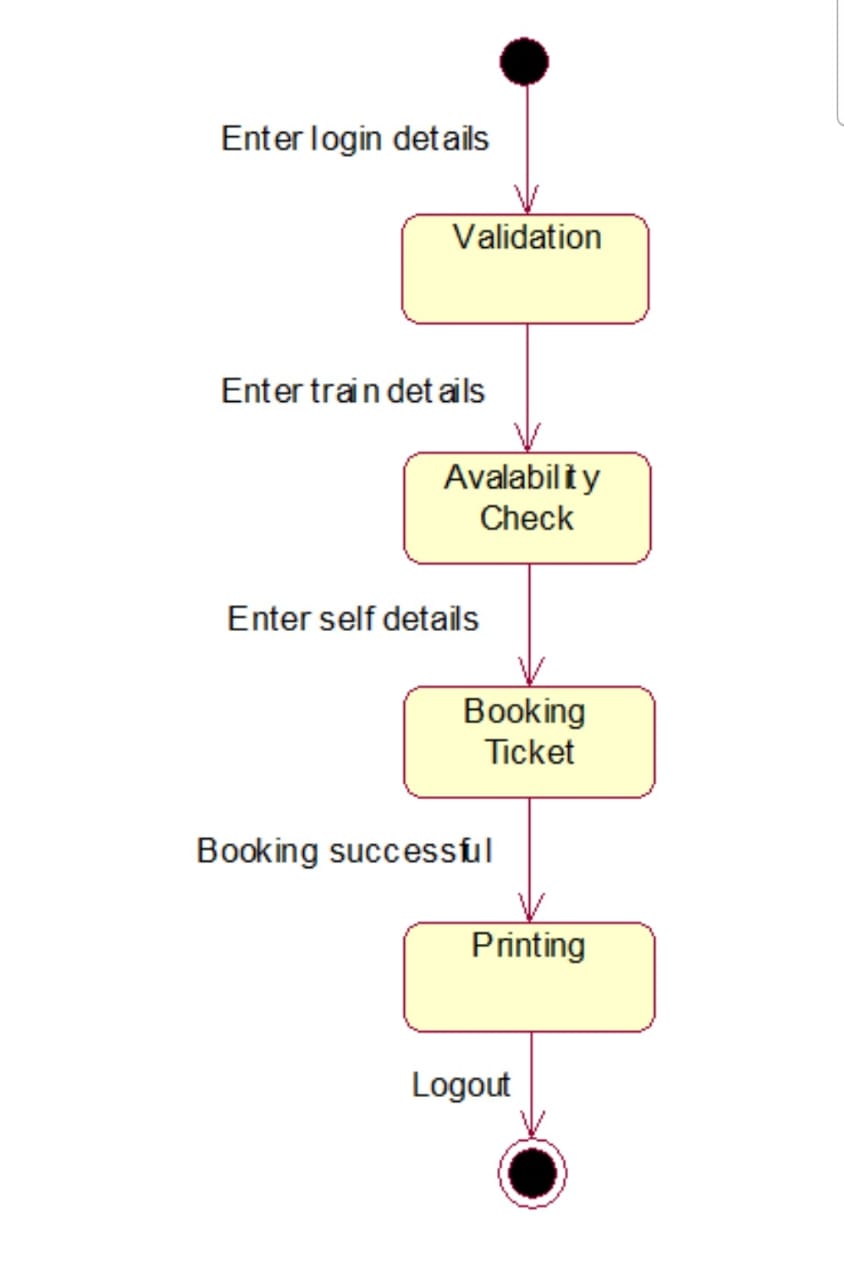 Enter login details
Validation
Enter train details
Avalability
Check
Enter self details
Booking
Ticket
Booking successful
Printing
Logout